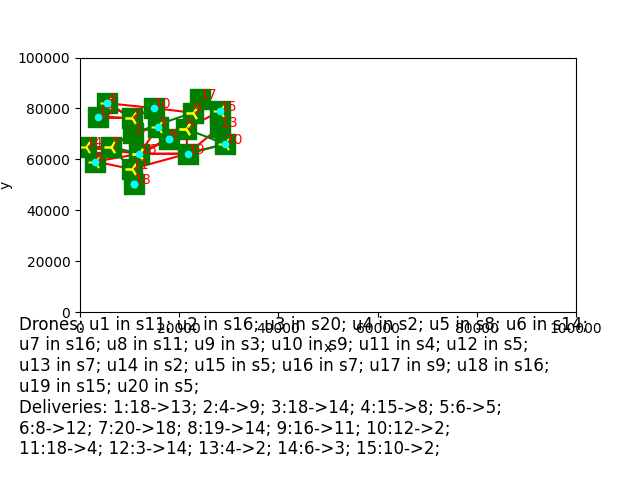 100000
80000
60000
40000
20000
0
y
17
15
13
20
19
18
0 20000 40000 60000 80000 100000
x
Drones: u1 in s11; u2 in s16; u3 in s20; u4 in s2; u5 in s8; u6 in s14;
u7 in s16; u8 in s11; u9 in s3; u10 in s9; u11 in s4; u12 in s5;
u13 in s7; u14 in s2; u15 in s5; u16 in s7; u17 in s9; u18 in s16;
u19 in s15; u20 in s5;
Deliveries: 1:18->13; 2:4->9; 3:18->14; 4:15->8; 5:6->5;
6:8->12; 7:20->18; 8:19->14; 9:16->11; 10:12->2;
11:18->4; 12:3->14; 13:4->2; 14:6->3; 15:10->2;